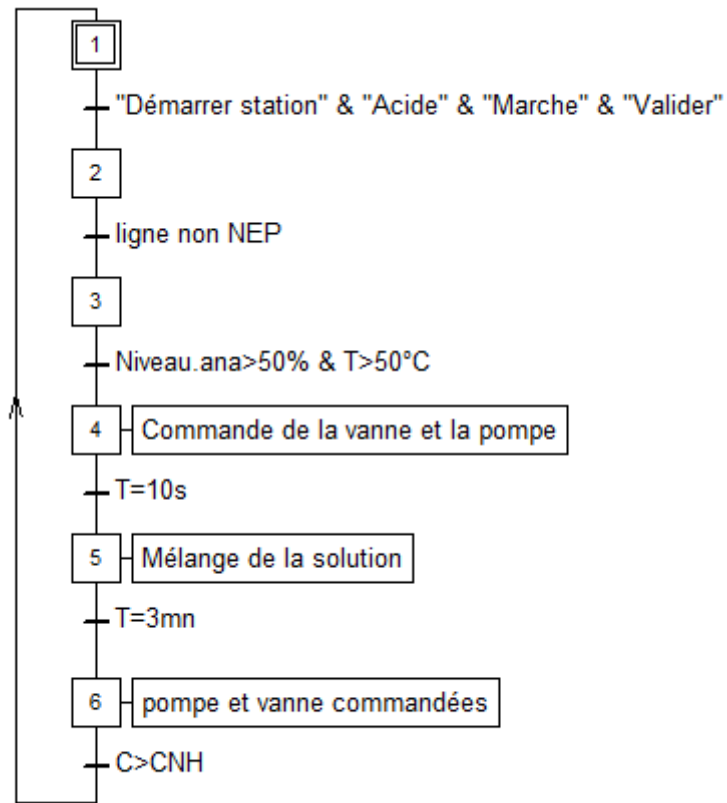 1
"Démarrer station" & "Acide" & "Marche" & "Valider"
2
ligne non NEP
3
Niveau.ana>50% & T>50°C
4
Commande de la vanne et la pompe
T=10s
5
Mélange de la solution
T=3mn
6
pompe et vanne commandées
C>CNH